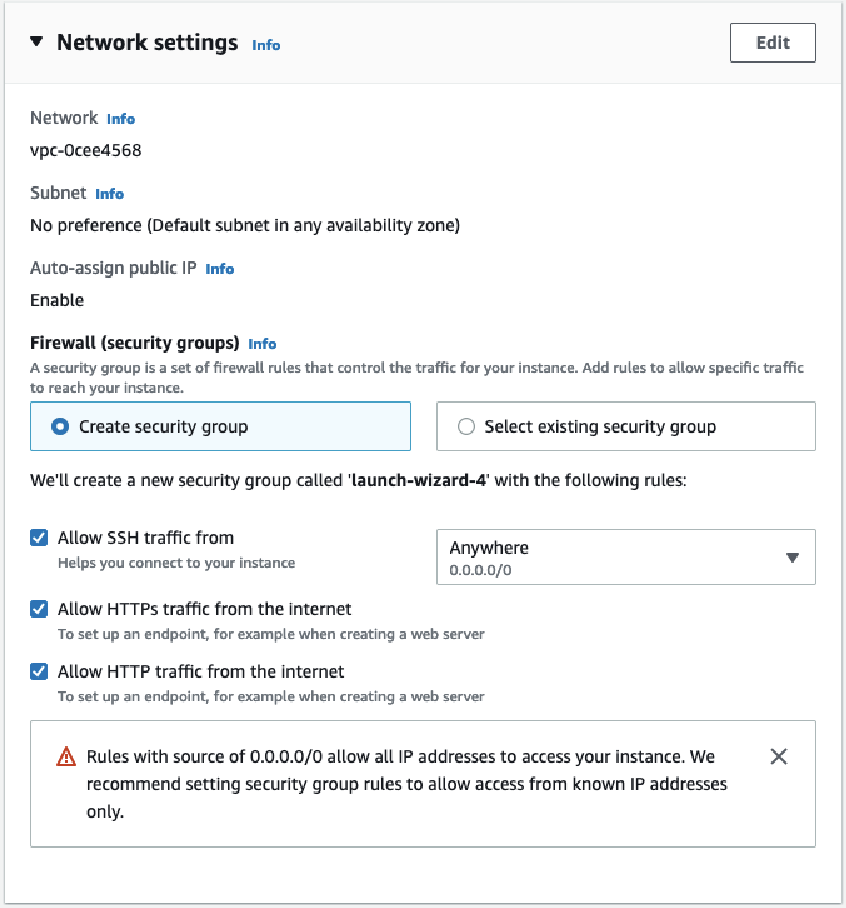 Network settings Info
Edit
Network Info
vpc-0cee4568
Subnet Info
No preference (Default subnet in any availability zone)
Auto-assign public IP Info
Enable
Firewall (security groups) Info
A security group is a set of firewall rules that control the traffic for your instance. Add rules to allow specific traffic
to reach your instance.
Create security group
Select existing security group
We'll create a new security group called 'launch-wizard-4' with the following rules:
Allow SSH traffic from
Helps you connect to your instance
Anywhere
0.0.0.0/0
Allow HTTPs traffic from the internet
To set up an endpoint, for example when creating a web server
Allow HTTP traffic from the internet
To set up an endpoint, for example when creating a web server
Rules with source of 0.0.0.0/0 allow all IP addresses to access your instance. We
recommend setting security group rules to allow access from known IP addresses
only.